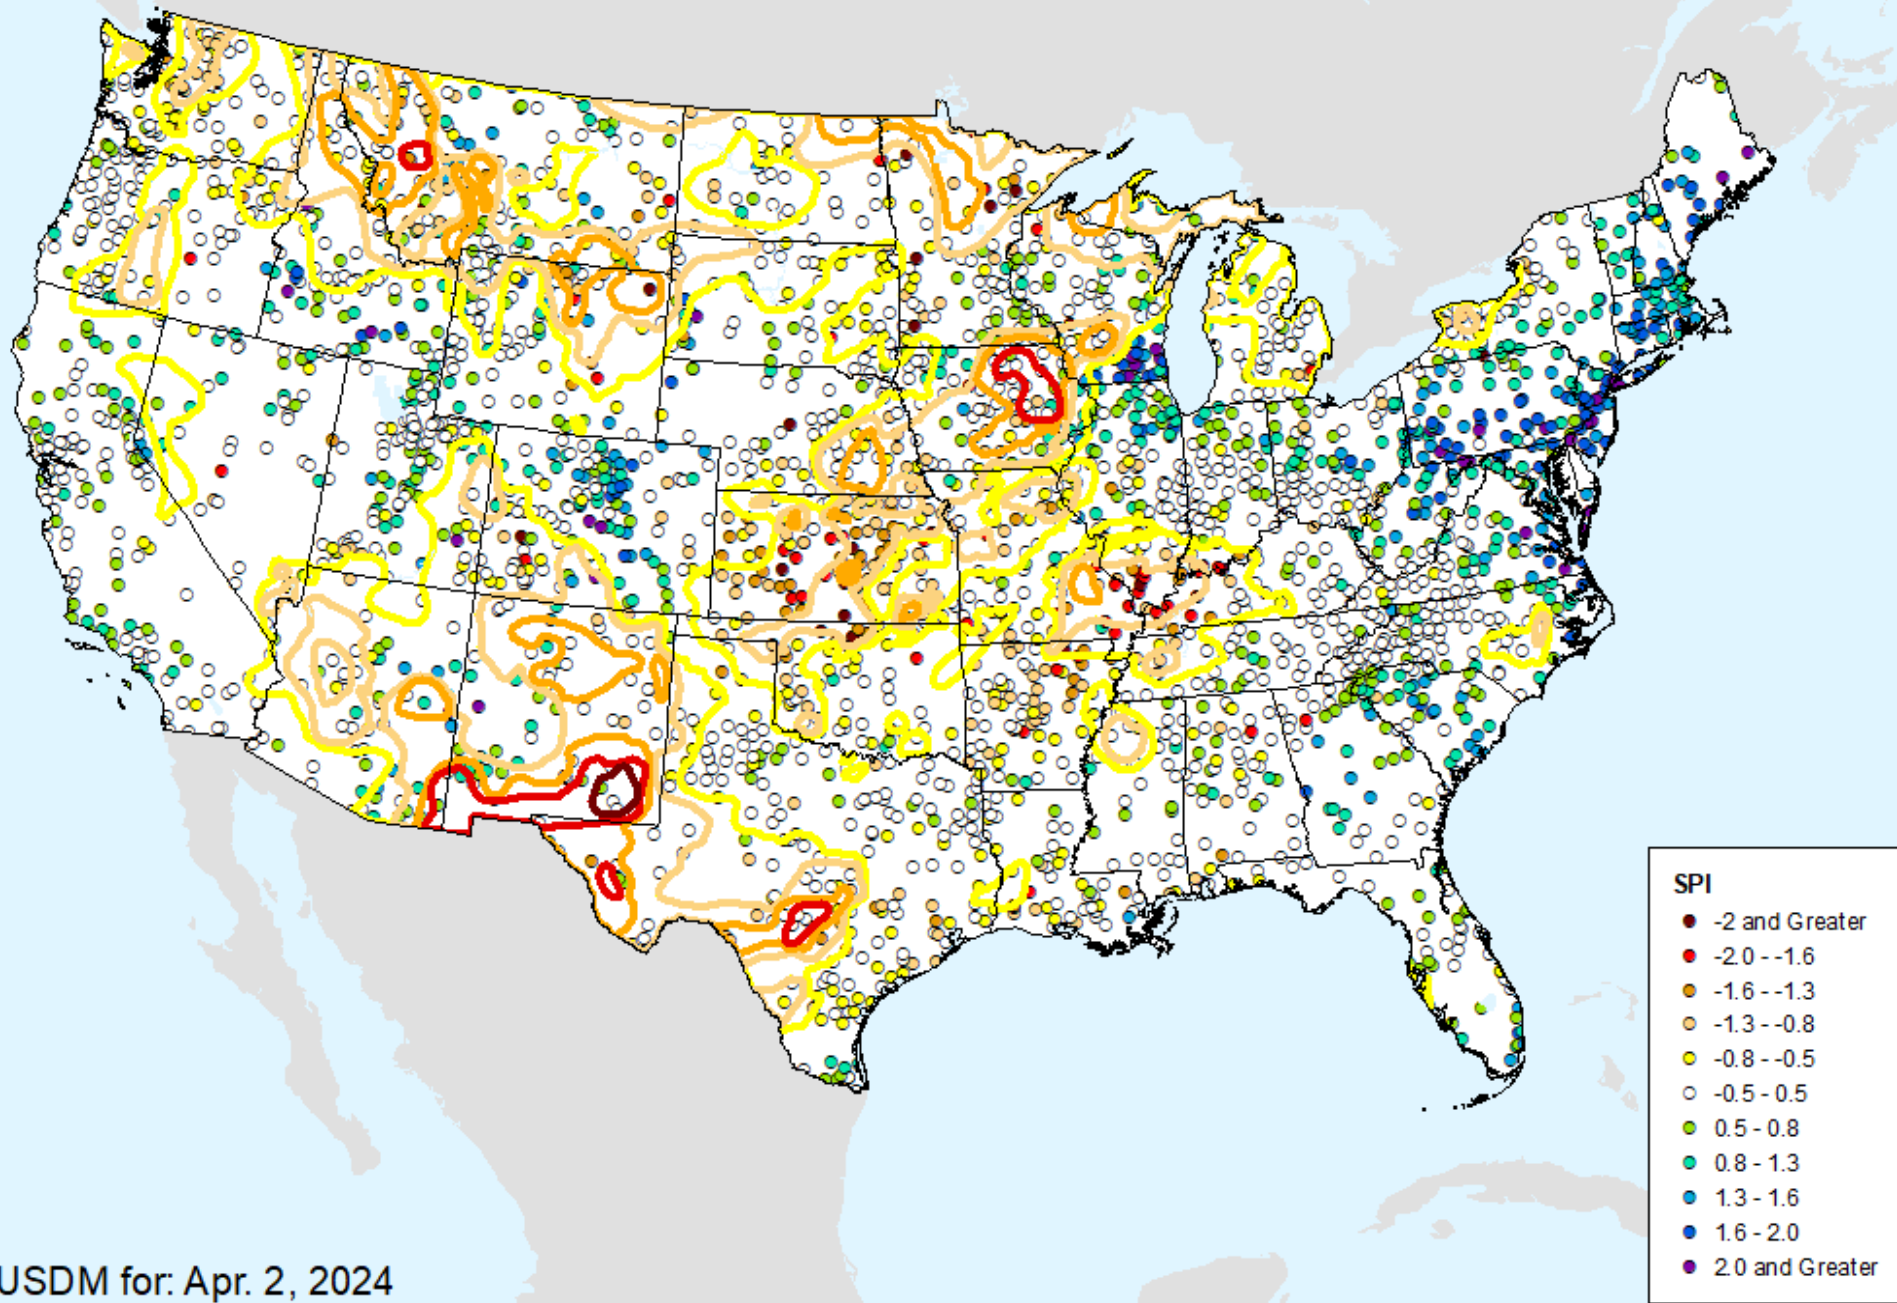 SPI
-2 and Greater
-2.0 - -1.6
-1.6 - -1.3
-1.3 - -0.8
-0.8 - -0.5
-0.5 - 0.5
0.5 - 0.8
0.8 - 1.3
1.3 - 1.6
1.6 - 2.0
2.0 and Greater
USDM for: Apr. 2, 2024